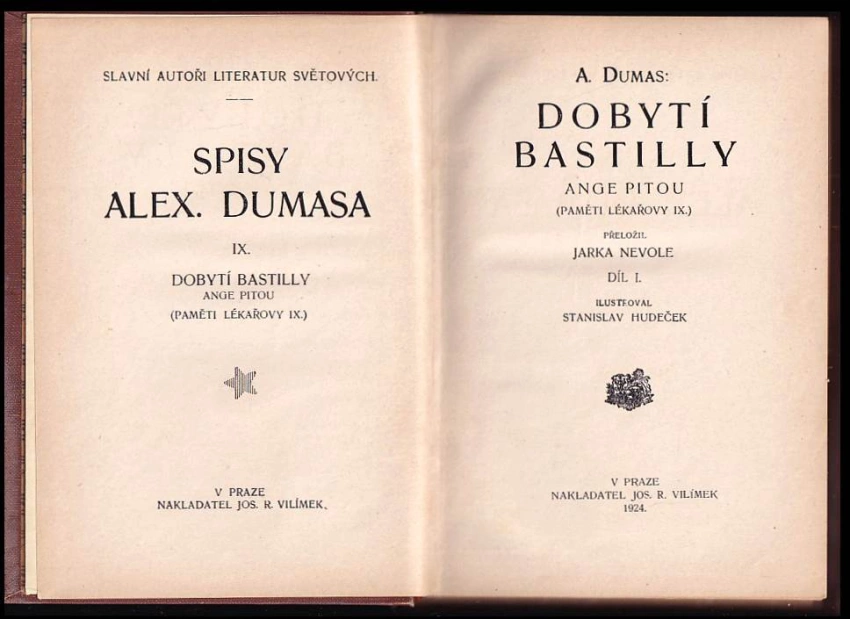 SLAVNÍ AUTOŘI LITERATUR SVĚTOVÝCH.
SPISY
ALEX. DUMASA
IX.
DOBYTÍ BASTILLY
ANGE PITOU
(PAMĚTI LÉKAŘOVY IX.)
V PRAZE
NAKLADATEL JOS. R. VILÍMEK.
A. DUMAS:
DOBYTÍ
BASTILLY
ANGE PITOU
(PAMĚTI LÉKAŘOVY IX.)
PŘELOŽIL
JARKA NEVOLE
DÍL I.
ILUSTROVAL
STANISLAV HUDEČEK
V PRAZE
NAKLADATEL JOS. R. VILÍMEK
1924.